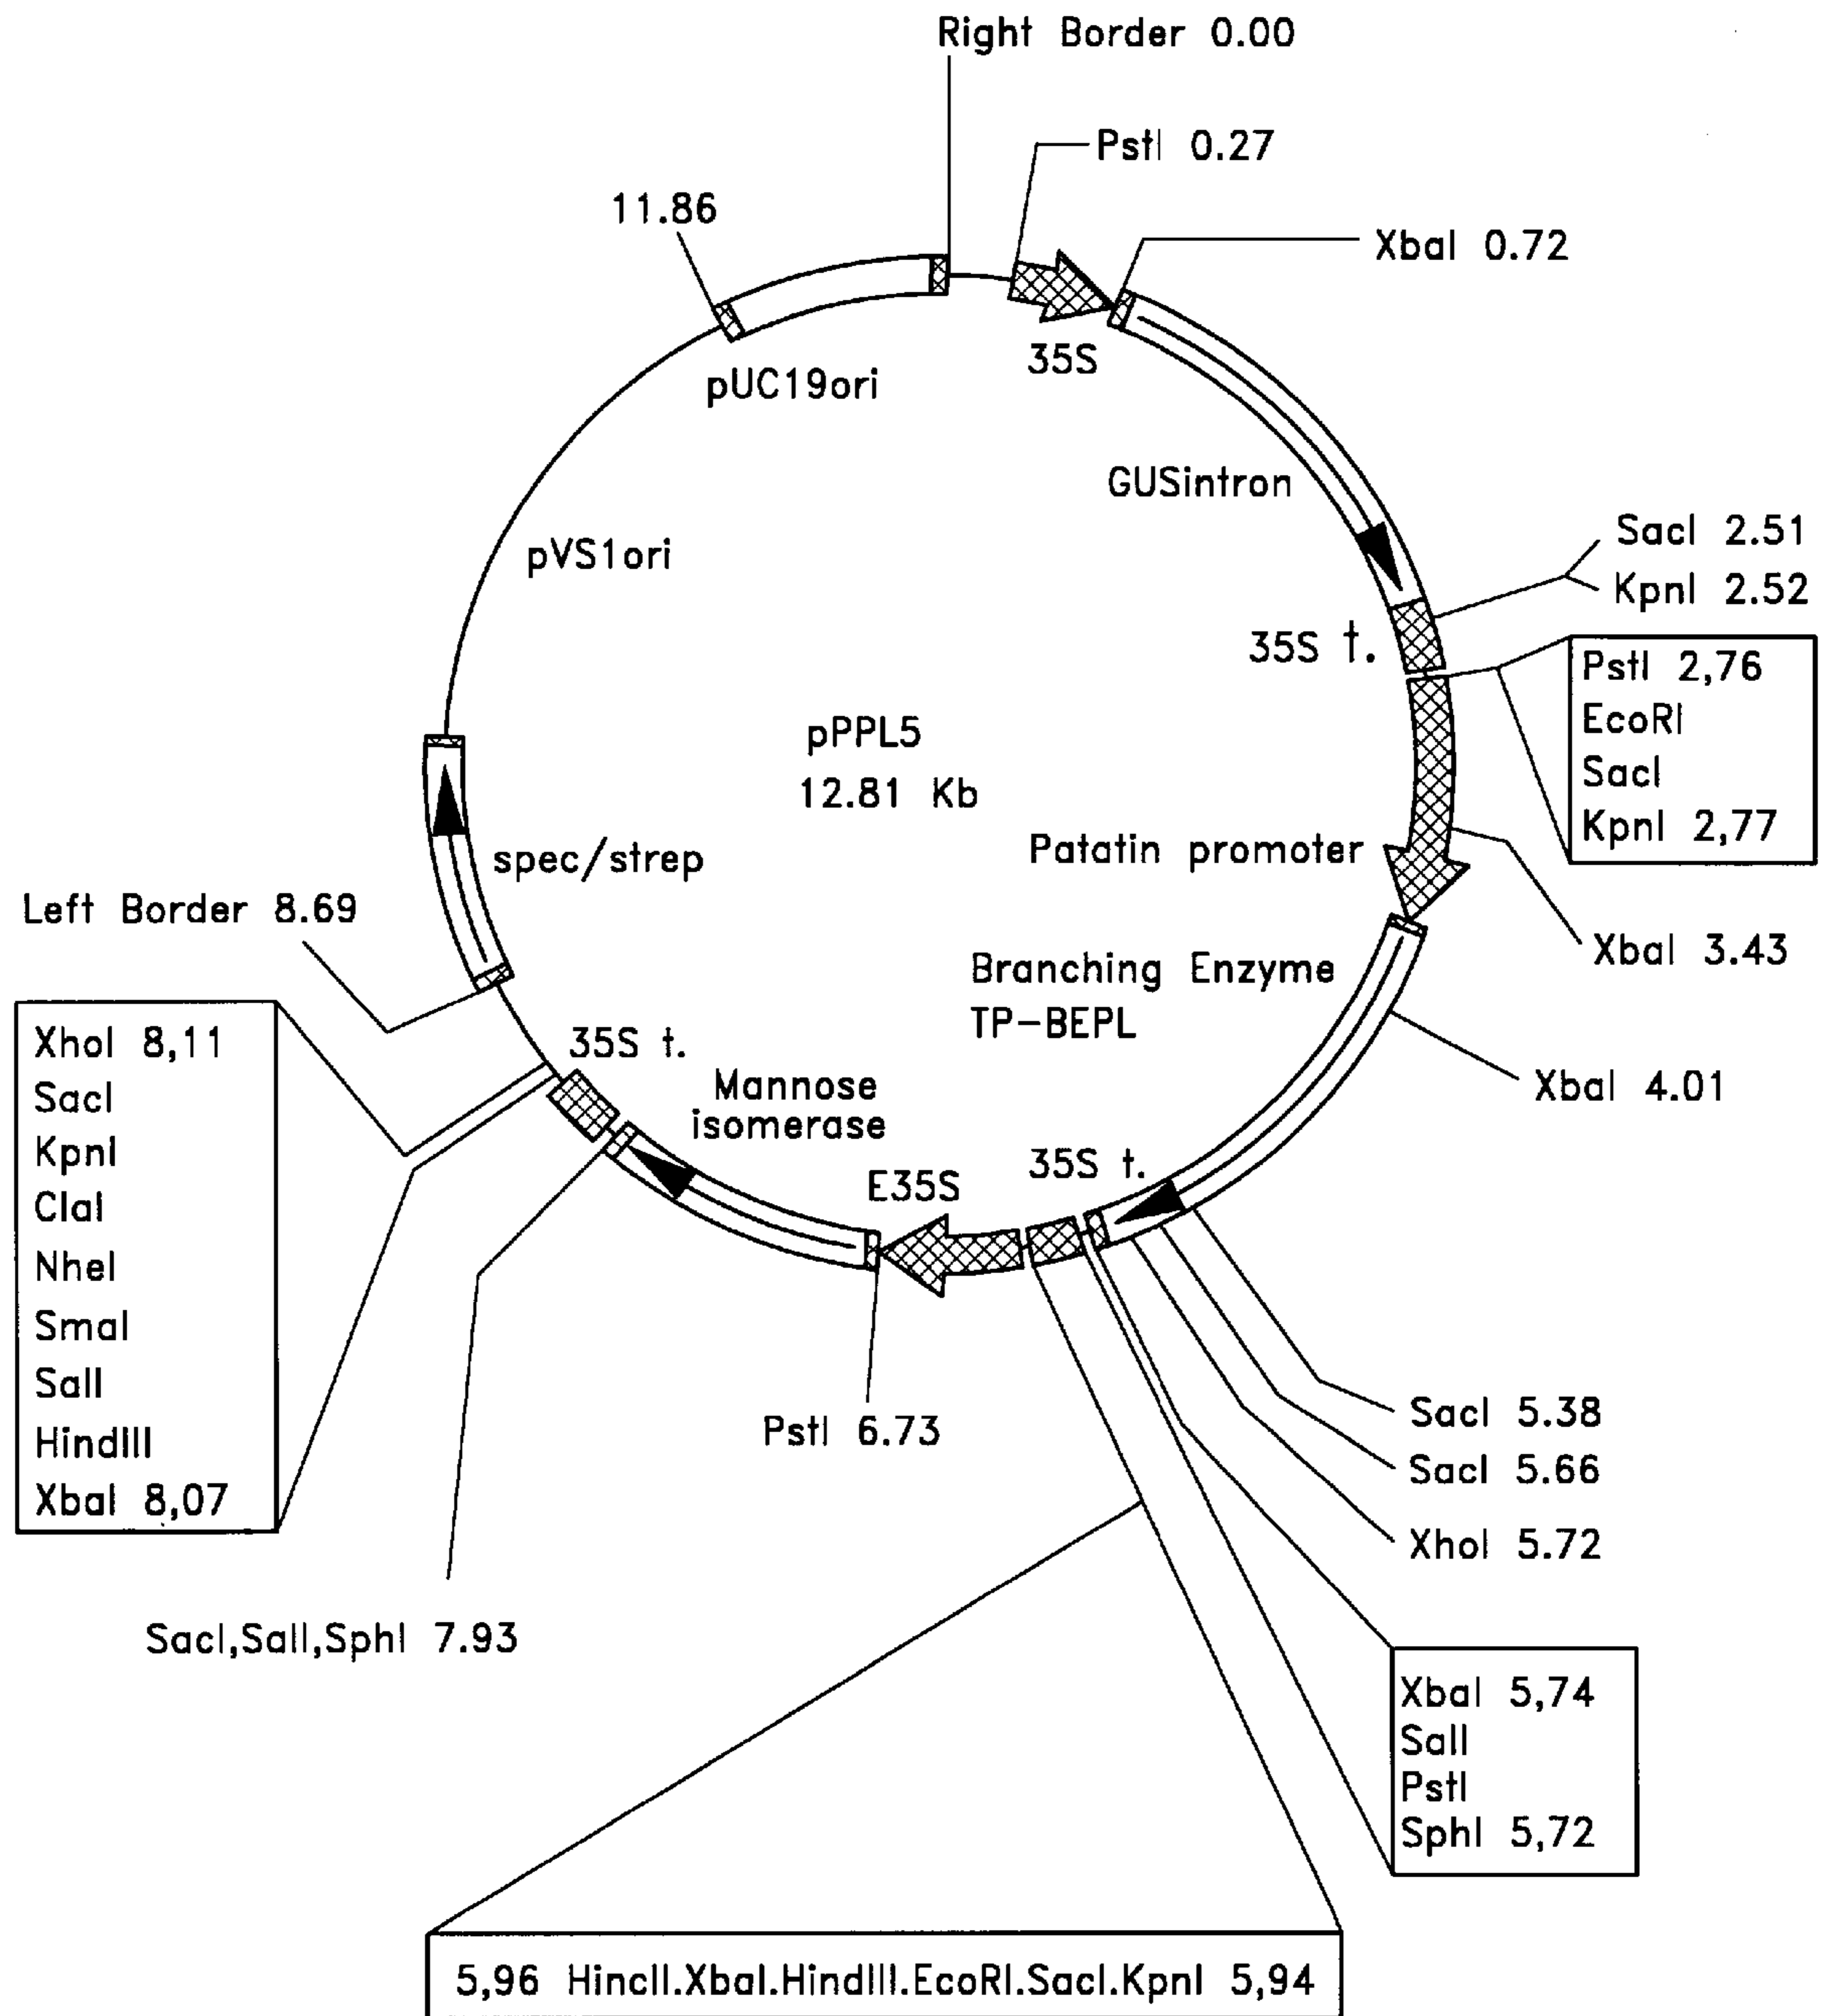 Right Border 0.00
PstI 0.27
11.86
XbaI 0.72
35S
pUC19ori
GUSintron
SacI 2.51
pVS1ori
KpnI 2.52
35S t.
PstI 2,76
EcoRI
SacI
KpnI 2,77
pPPL5
12.81 Kb
Patatin promoter
spec/strep
Left Border 8.69
XbaI 3.43
Branching Enzyme
TP-BEPL
XhoI 8,11
SacI
KpnI
ClaI
NheI
SmaI
SalI
HindIII
XbaI 8,07
35S t.
Mannose
isomerase
XbaI 4.01
35S t.
E35S
PstI 6.73
SacI 5.38
SacI 5.66
XhoI 5.72
SacI,SalI,SphI 7.93
XbaI 5,74
SalI
PstI
SphI 5,72
5,96 HincII.XbaI.HindIII.EcoRI.SacI.KpnI 5,94